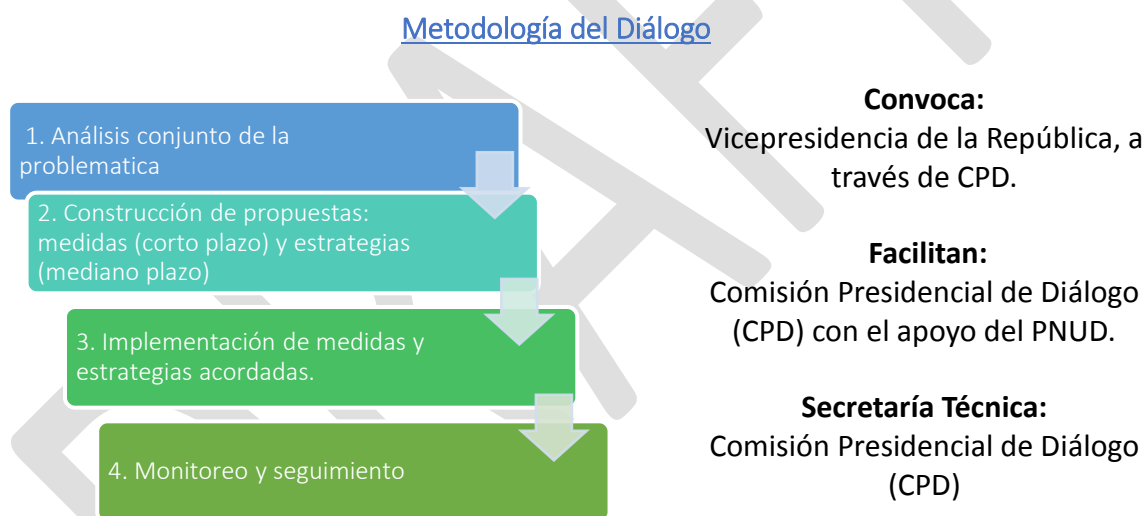 Metodología del Diálogo
1. Análisis conjunto de la
problematica
2. Construcción de propuestas:
medidas (corto plazo) y estrategias
(mediano plazo)
3. Implementación de medidas y
estrategias acordadas.
4. Monitoreo y seguimiento
Convoca:
Vicepresidencia de la República, a
través de CPD.
Facilitan:
Comisión Presidencial de Diálogo
(CPD) con el apoyo del PNUD.
Secretaría Técnica:
Comisión Presidencial de Diálogo
(CPD)